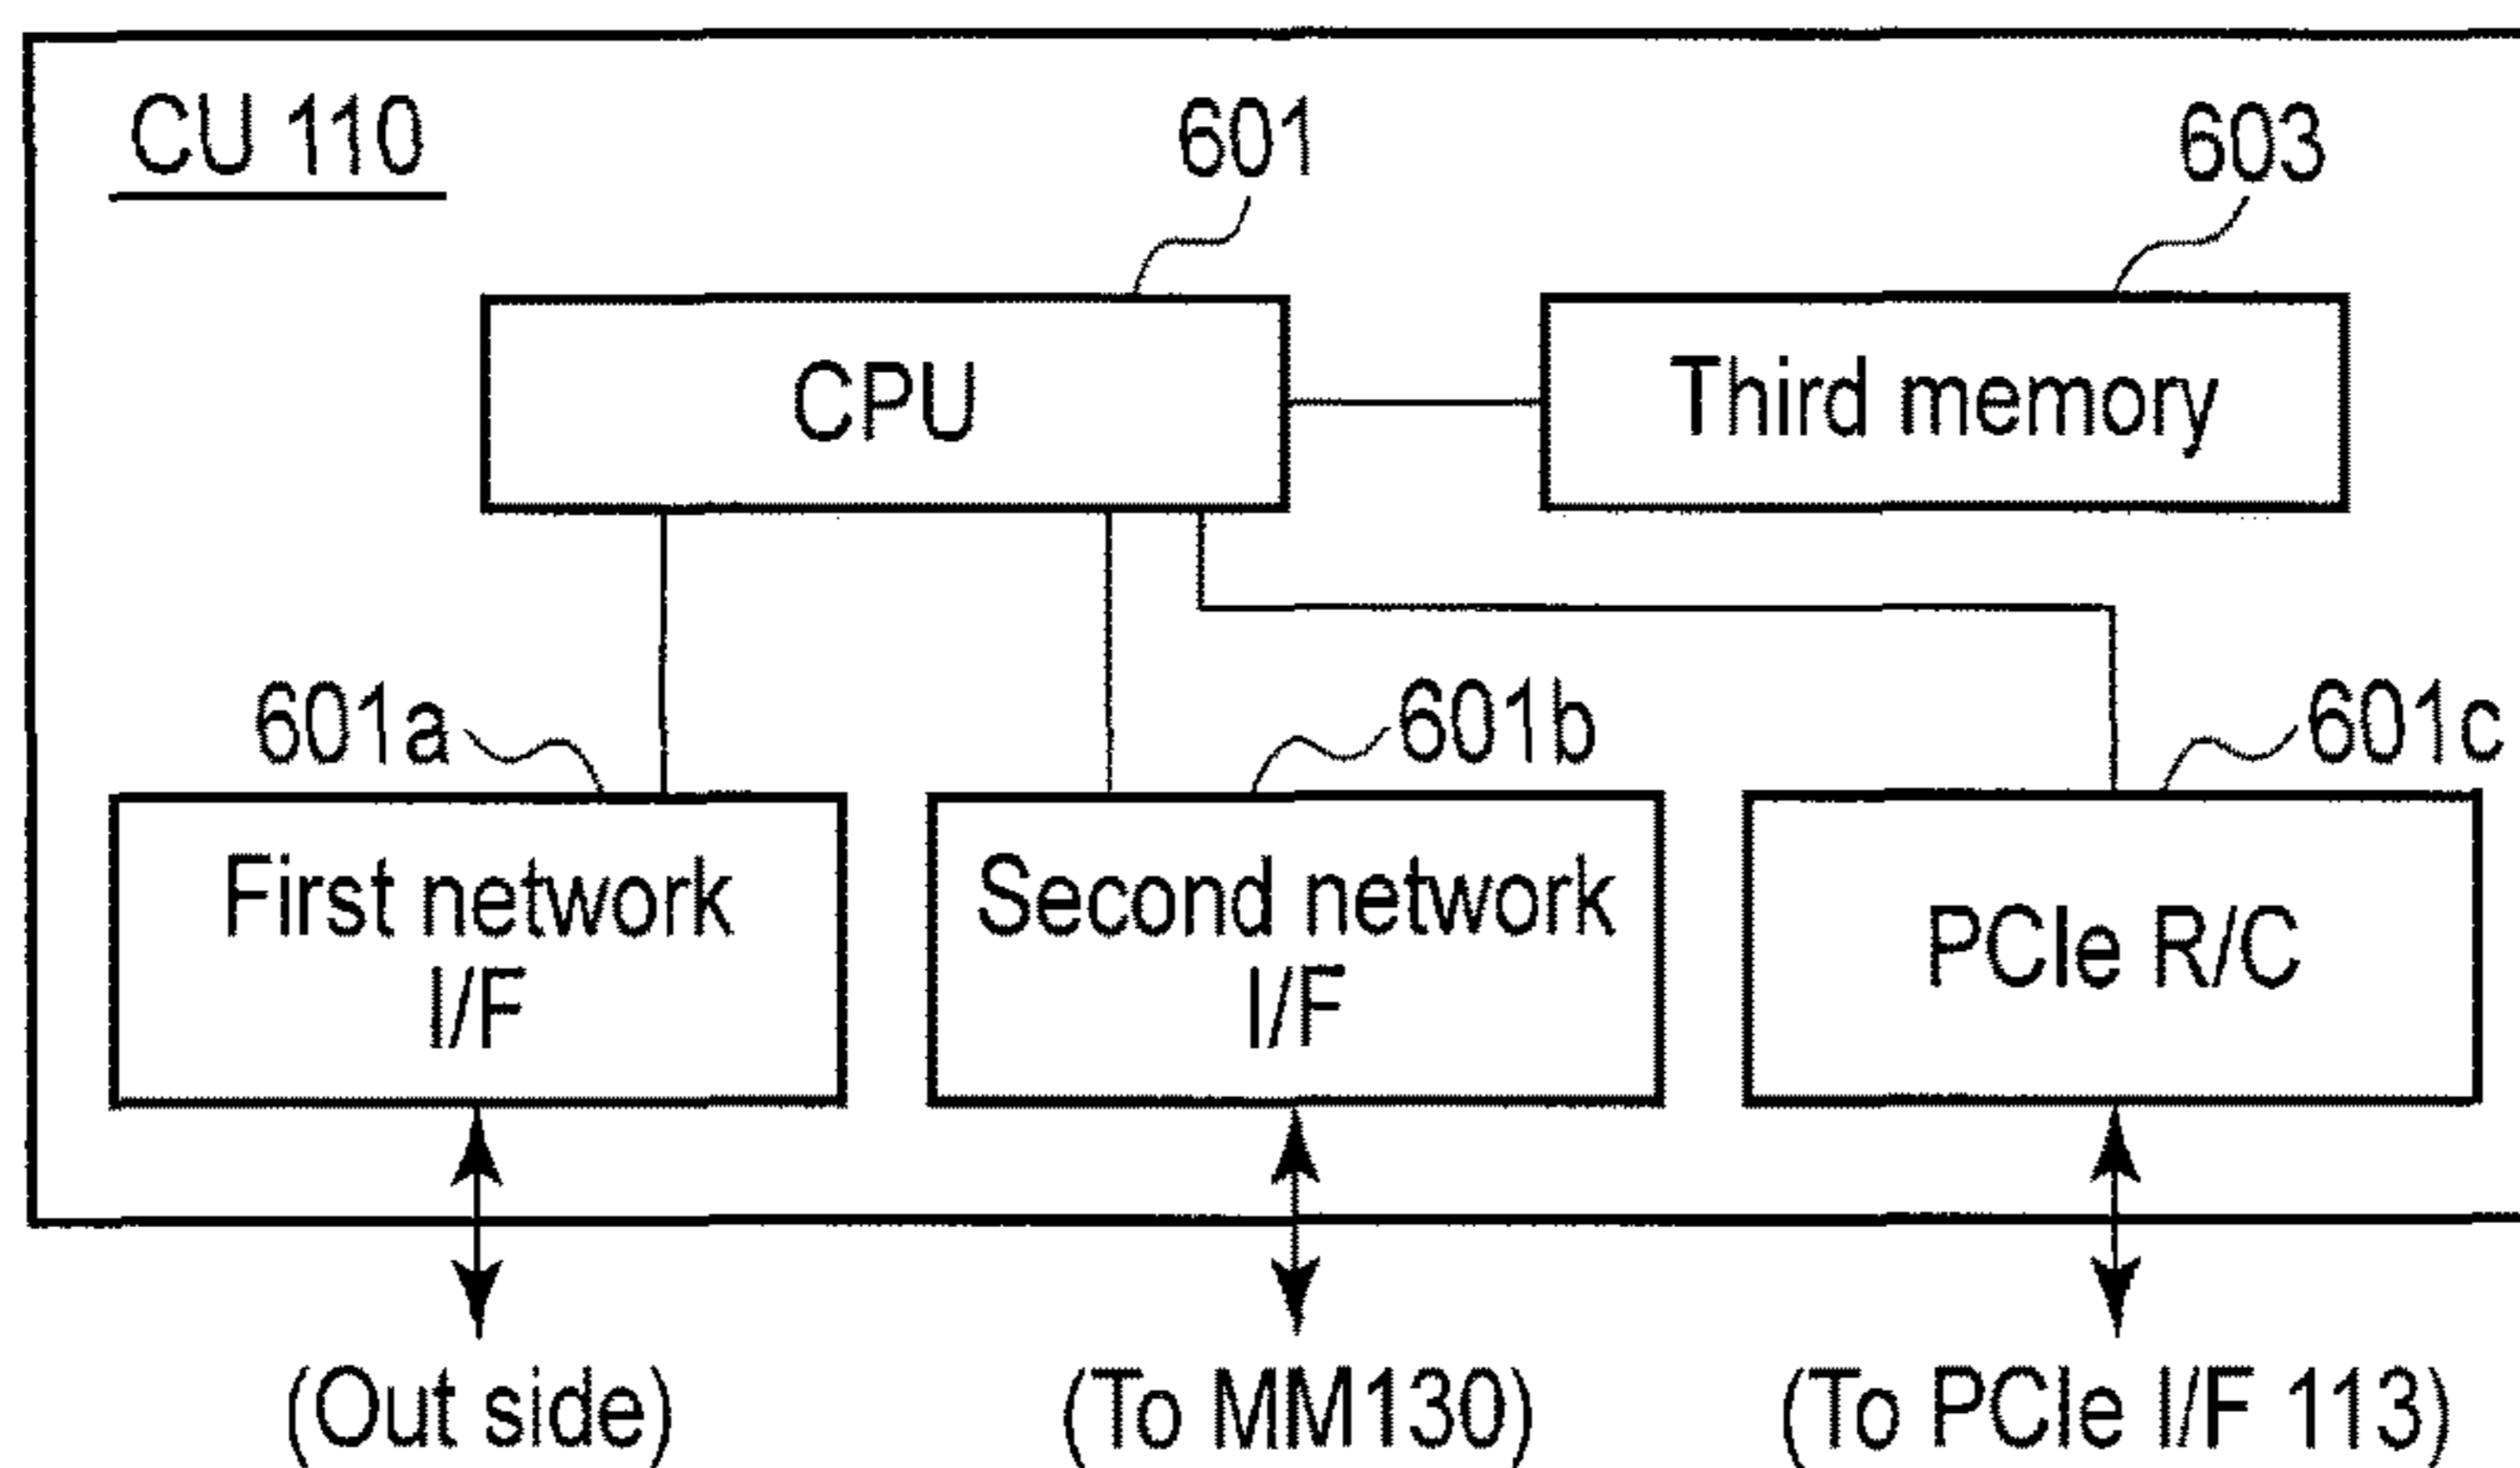 CU 110
601
603
CPU
Third memory
601a
601b
601c
First network
I/F
Second network
I/F
PCIe R/C
(Out side)
(To MM130)
(To PCIe I/F 113)